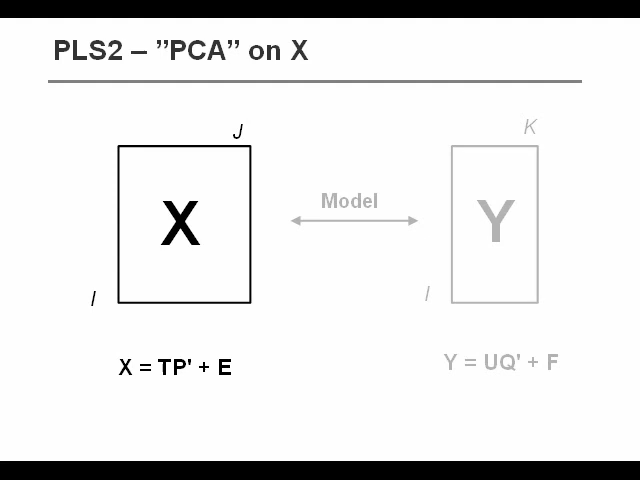 PLS2 – ”PCA” on X
J
K
X
Model
Y
I
I
X = TP' + E
Y = UQ' + F